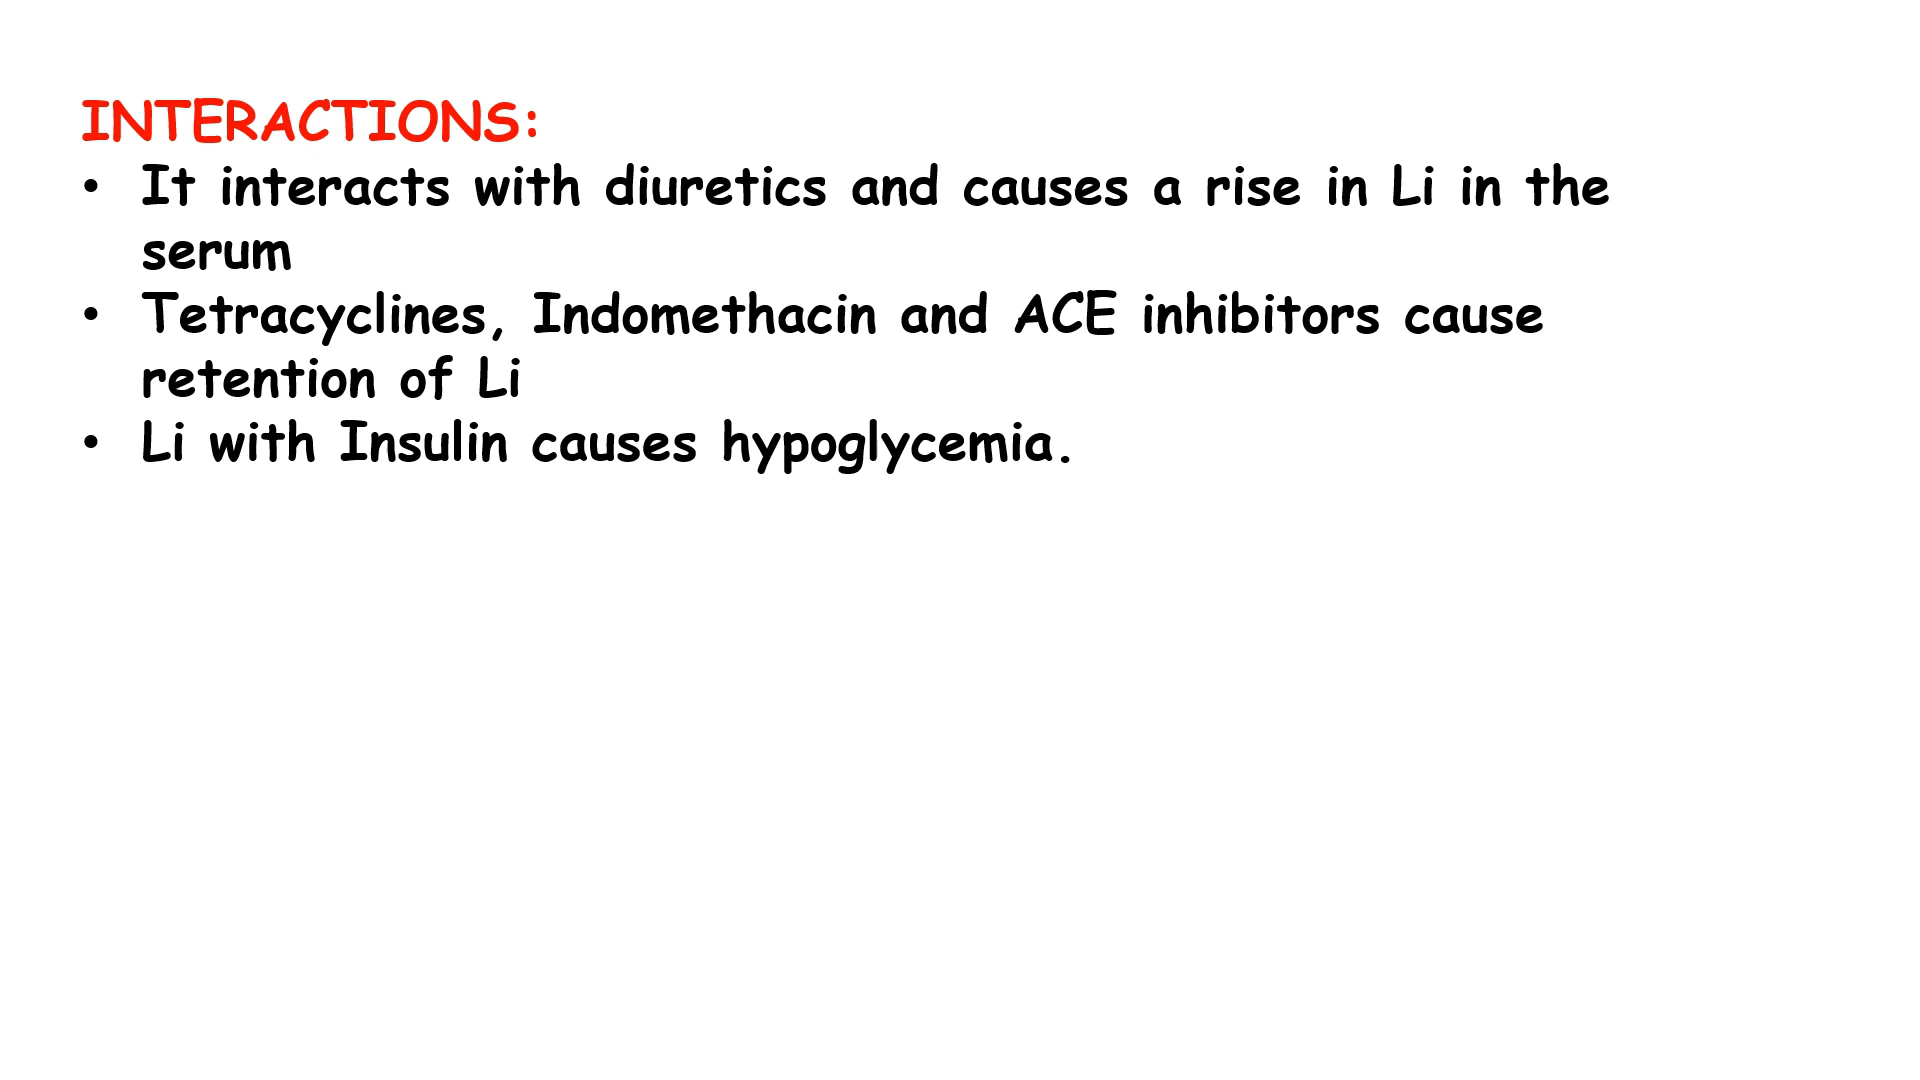 INTERACTIONS:
• It interacts with diuretics and causes a rise in Li in the
serum
• Tetracyclines, Indomethacin and ACE inhibitors cause
retention of Li
• Li with Insulin causes hypoglycemia.